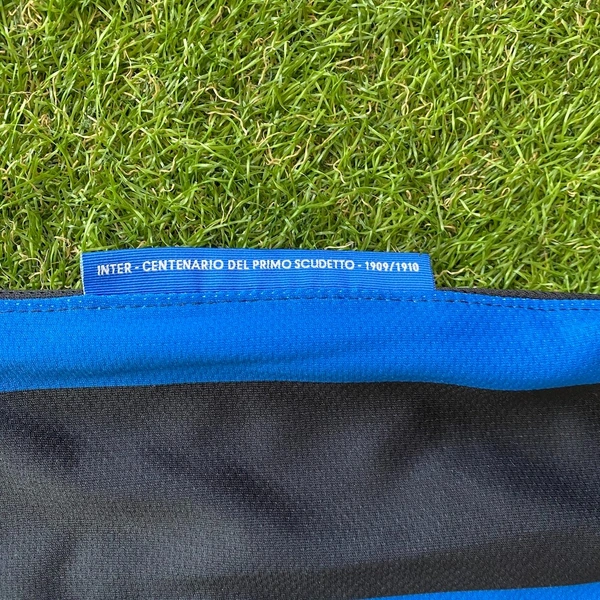 INTER - CENTENARIO DEL PRIMO SCUDETTO - 1909/1910